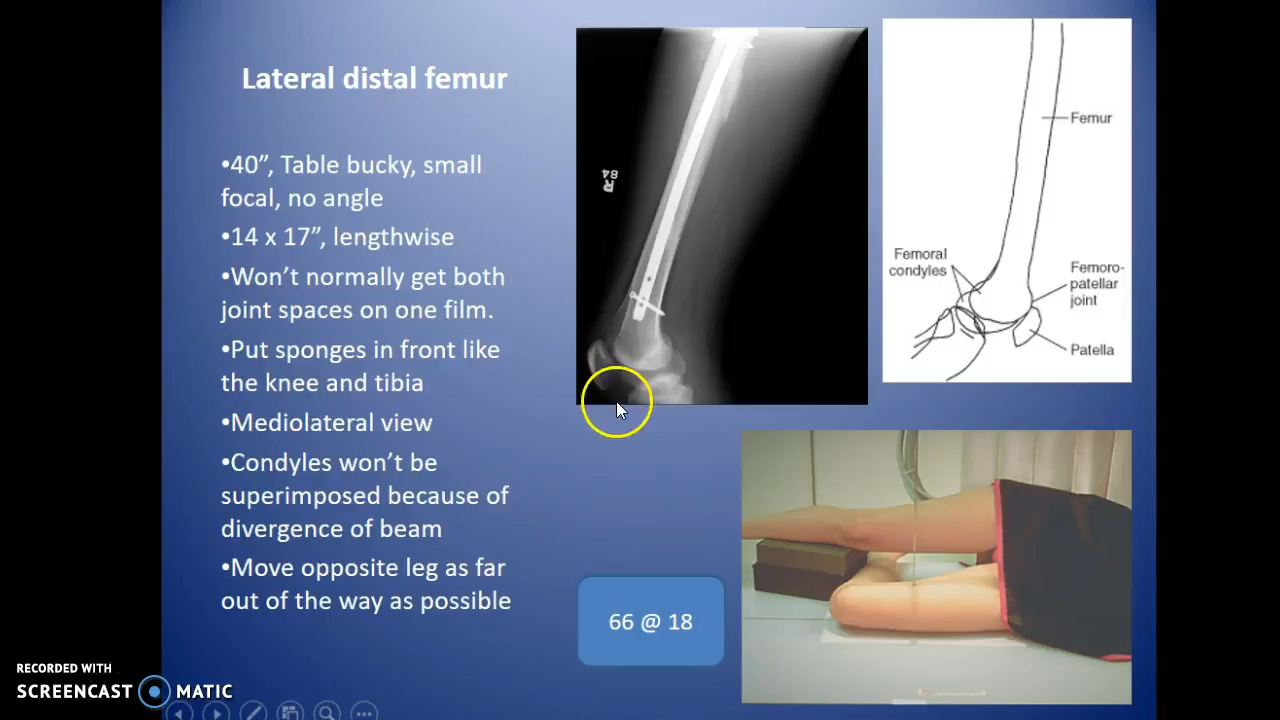 Lateral distal femur
•40”, Table bucky, small
focal, no angle
•14 x 17”, lengthwise
•Won’t normally get both
joint spaces on one film.
•Put sponges in front like
the knee and tibia
•Mediolateral view
•Condyles won’t be
superimposed because of
divergence of beam
•Move opposite leg as far
out of the way as possible
R
84
Femur
Femoral
condyles
Femoro-
patellar
joint
Patella
66 @ 18
RECORDED WITH
SCREENCAST MATIC